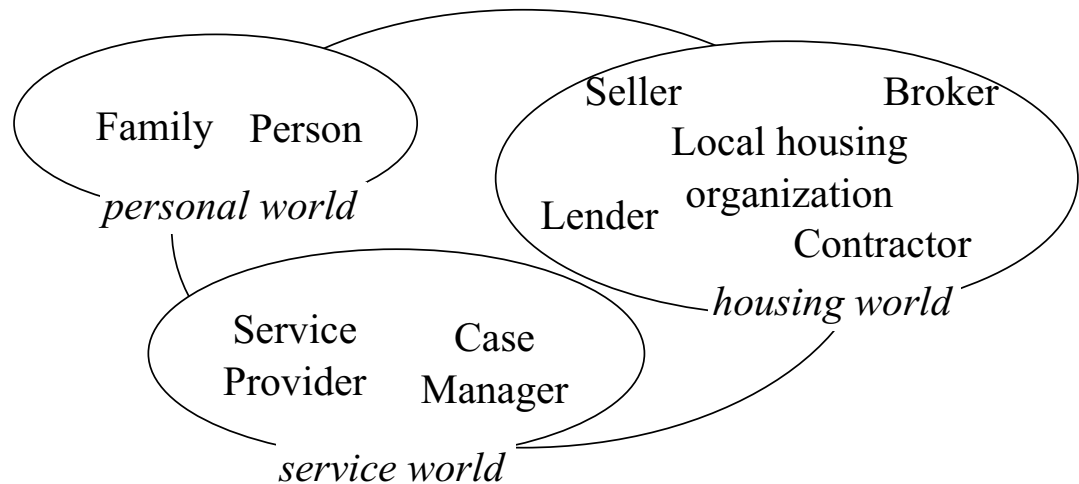 Family Person
personal world
Seller Broker
Local housing
organization
Lender
Contractor
housing world
Service
Provider
Case
Manager
service world